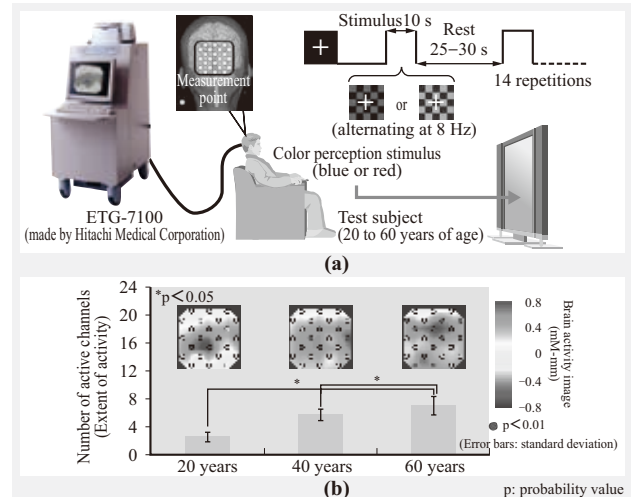 (a)
Stimulus10 s
Rest
25−30 s
14 repetitions
Measurement
point
or
(alternating at 8 Hz)
Color perception stimulus
(blue or red)
ETG-7100
(made by Hitachi Medical Corporation)
Test subject
(20 to 60 years of age)
(a)
Number of active channels
(Extent of activity)
24
20
16
12
8
4
0
*p<0.05
*
*
20 years
40 years
60 years
0.8
0.4
0
−0.4
−0.8
Brain activity image
(mM-mm)
p<0.01
(Error bars: standard deviation)
(b)
p: probability value